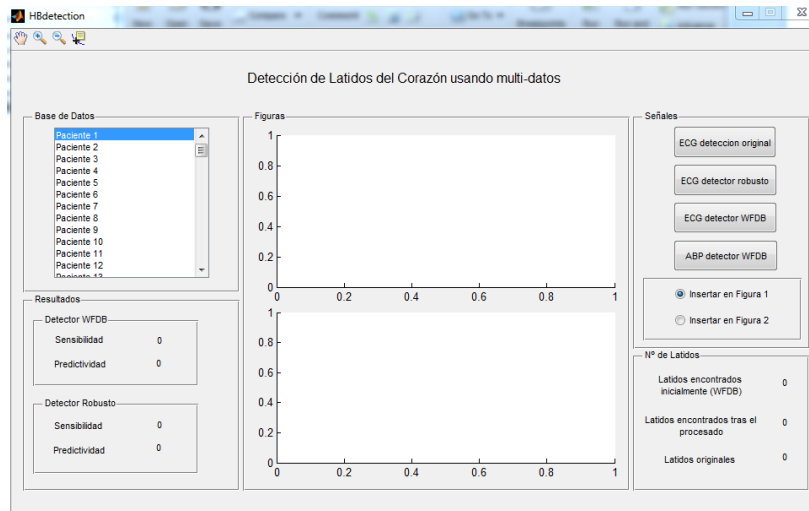 HBdetection
Detección de Latidos del Corazón usando multi-datos
Base de Datos
Paciente 1
Paciente 2
Paciente 3
Paciente 4
Paciente 5
Paciente 6
Paciente 7
Paciente 8
Paciente 9
Paciente 10
Paciente 11
Paciente 12
Paciente 13
Resultados
Detector WFDB
Sensibilidad 0
Predictividad 0
Detector Robusto
Sensibilidad 0
Predictividad 0
Figuras
1
0.8
0.6
0.4
0.2
0
0 0.2 0.4 0.6 0.8 1
1
0.8
0.6
0.4
0.2
0
0 0.2 0.4 0.6 0.8 1
Señales
ECG deteccion original
ECG detector robusto
ECG detector WFDB
ABP detector WFDB
Insertar en Figura 1
Insertar en Figura 2
Nº de Latidos
Latidos encontrados
inicialmente (WFDB) 0
Latidos encontrados tras el
procesado 0
Latidos originales 0